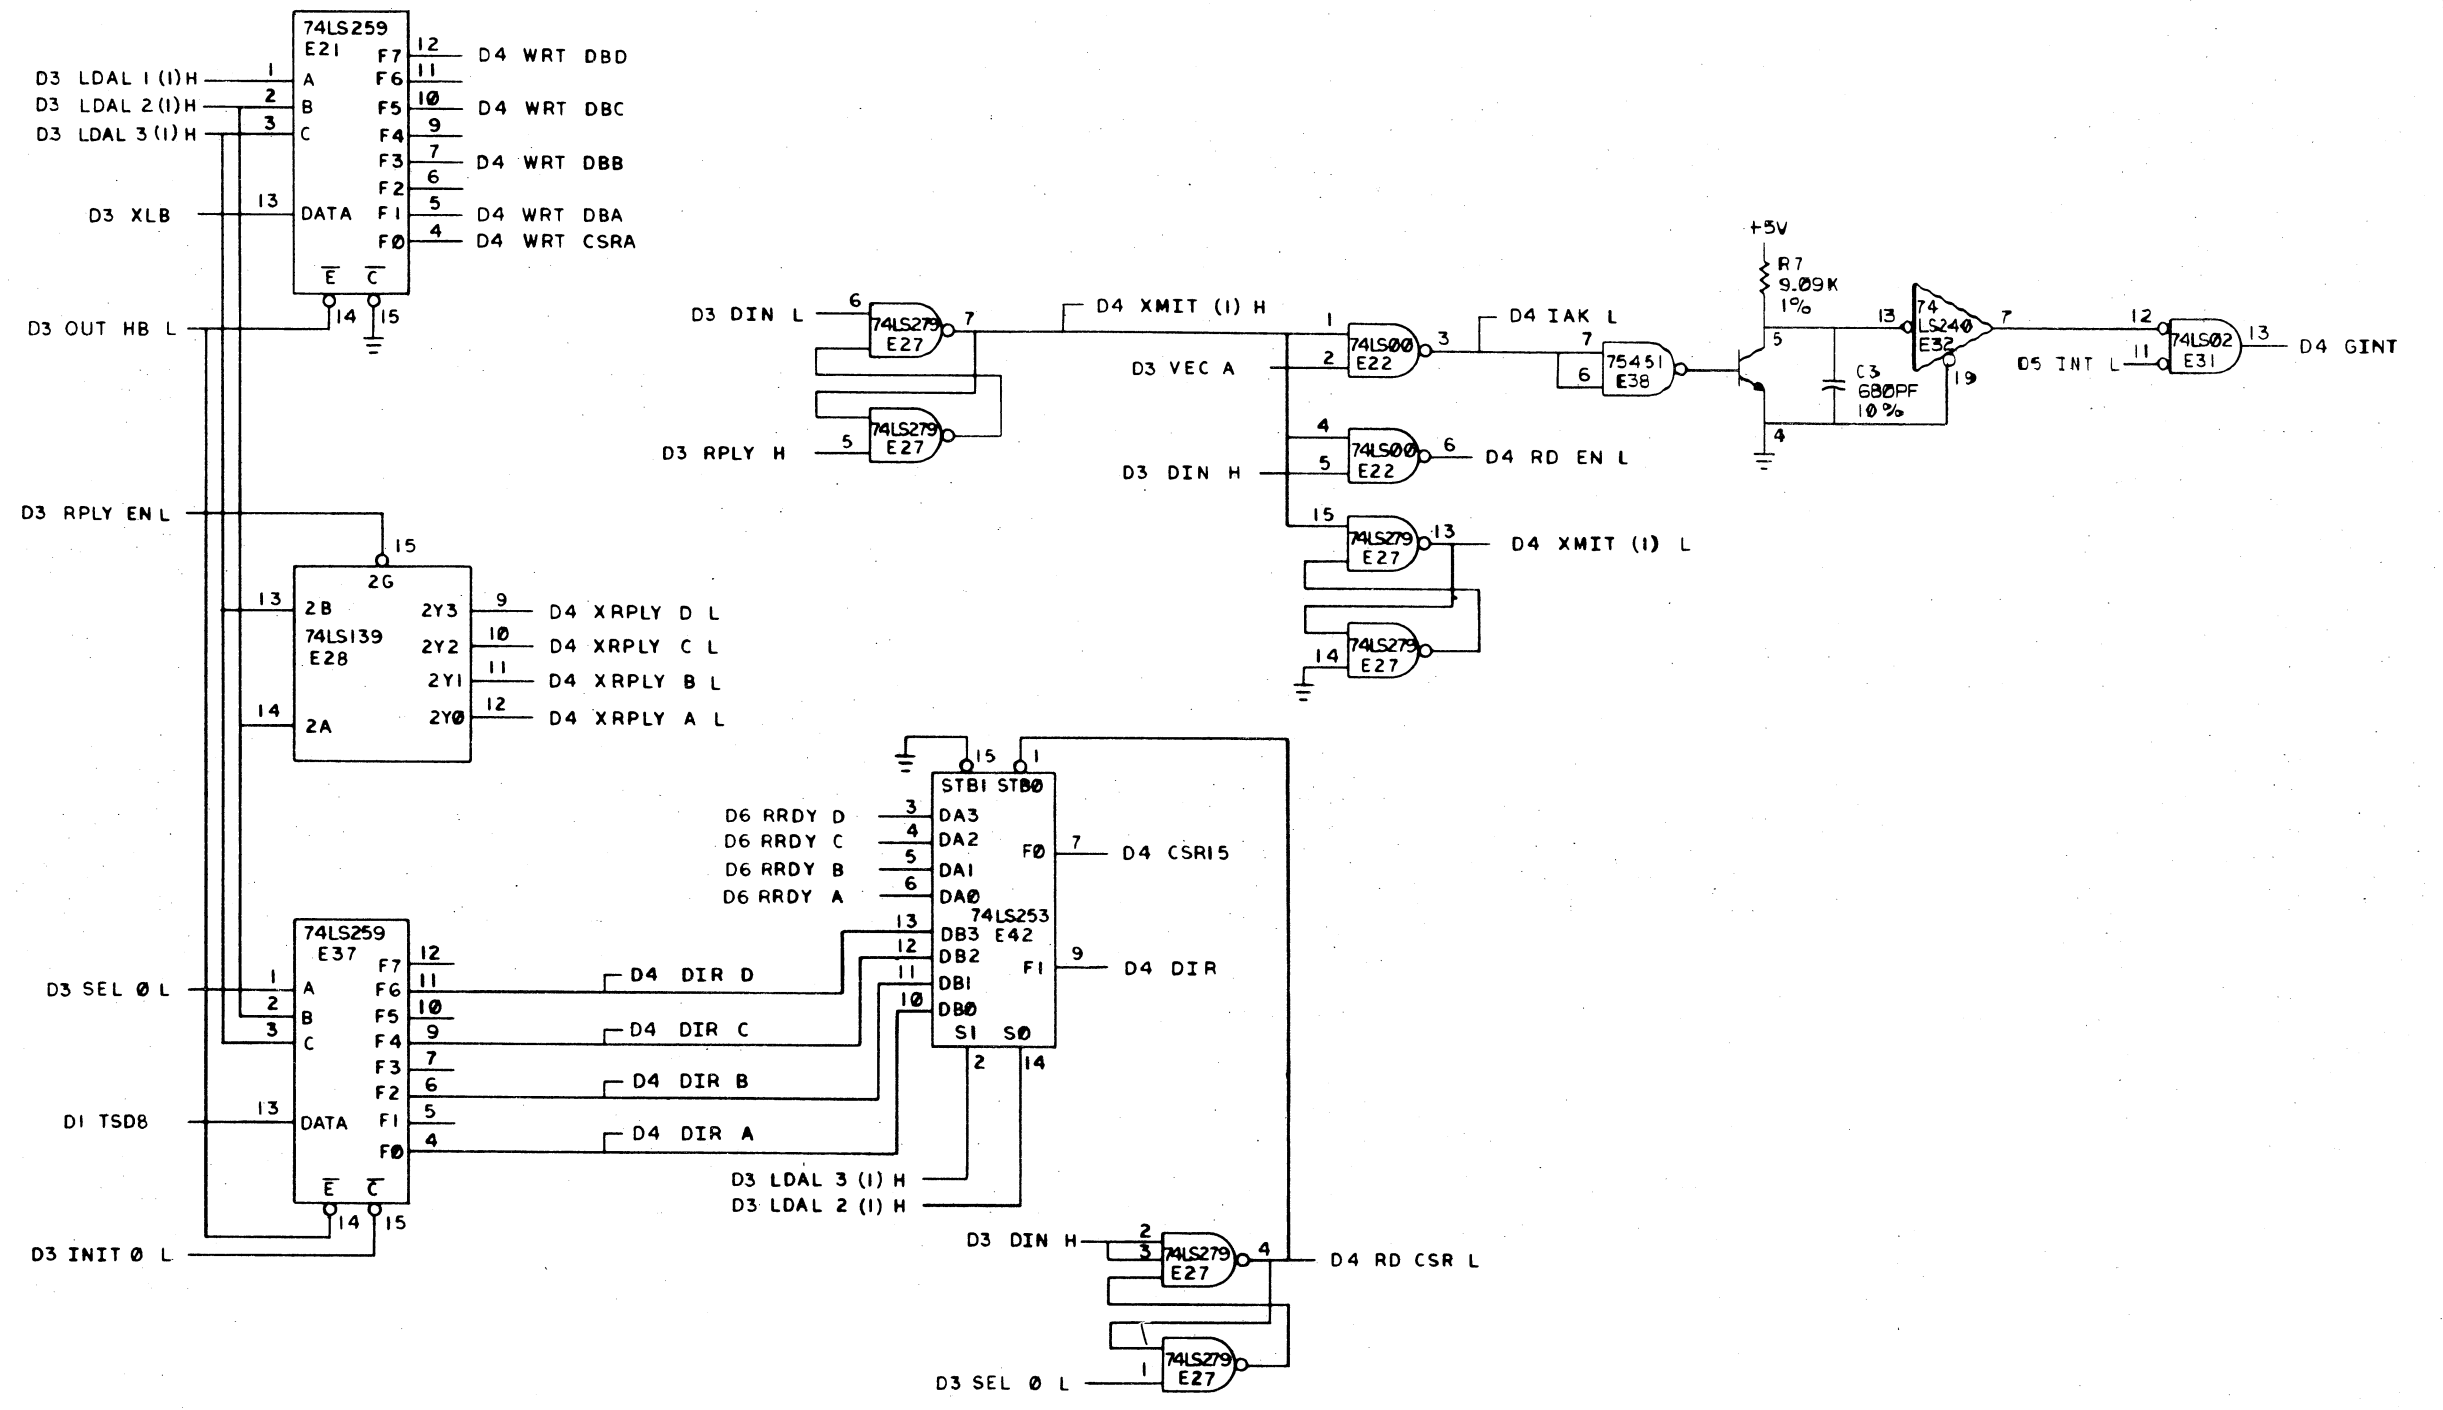 74LS259
E21
D3 LDAL 1 (1) H 1 A
D3 LDAL 2 (1) H 2 B
D3 LDAL 3 (1) H 3 C
D3 XLB 13 DATA
F7 12 D4 WRT DBD
F6 11
F5 10 D4 WRT DBC
F4 9
F3 7 D4 WRT DBB
F2 6
F1 5 D4 WRT DBA
F0 4 D4 WRT CSRA
E C
14 15
D3 OUT HB L
D3 RPLY EN L
15
2G
13 2B
74LS139
E28
14 2A
2Y3 9 D4 XRPLY D L
2Y2 10 D4 XRPLY C L
2Y1 11 D4 XRPLY B L
2Y0 12 D4 XRPLY A L
74LS259
E37
D3 SEL 0 L 1 A
2 B
3 C
D1 TSD8 13 DATA
F7 12
F6 11 D4 DIR D
F5 10
F4 9 D4 DIR C
F3 7
F2 6 D4 DIR B
F1 5
F0 4 D4 DIR A
E C
14 15
D3 INIT 0 L
D3 DIN L 6 74LS279 E27 7
D4 XMIT (1) H
D3 RPLY H 5 74LS279 E27
1
D3 VEC A 2
74LS00 E22 3
D4 IAK L
7
6
75451
E38
+5V
R7
9.09K
1%
5
4
C3
680PF
10%
13 74 LS240 E32 7
19
12
D5 INT L 11
74LS02 E31 13 D4 GINT
4
D3 DIN H 5
74LS00 E22 6 D4 RD EN L
15 74LS279 E27 13 D4 XMIT (1) L
14 74LS279 E27
15 1
STB1 STB0
D6 RRDY D 3 DA3
D6 RRDY C 4 DA2
D6 RRDY B 5 DA1
D6 RRDY A 6 DA0
74LS253
E42
13 DB3
12 DB2
11 DB1
10 DB0
F0 7 D4 CSR15
F1 9 D4 DIR
S1 S0
2 14
D3 LDAL 3 (1) H
D3 LDAL 2 (1) H
D3 DIN H 2
3
74LS279 E27 4 D4 RD CSR L
D3 SEL 0 L 1 74LS279 E27